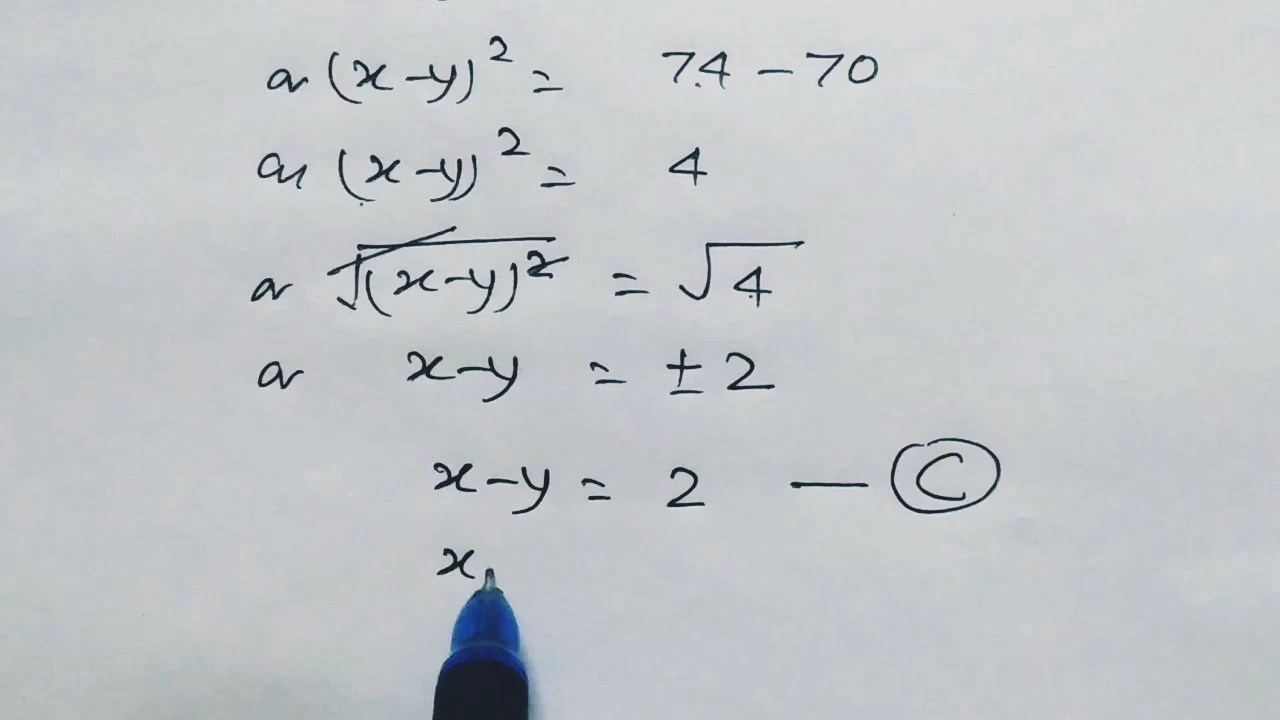 or (x-y)² = 74 - 70
or (x-y)² = 4
or √(x-y)² = √4
or x-y = ±2
x-y = 2 — C
x